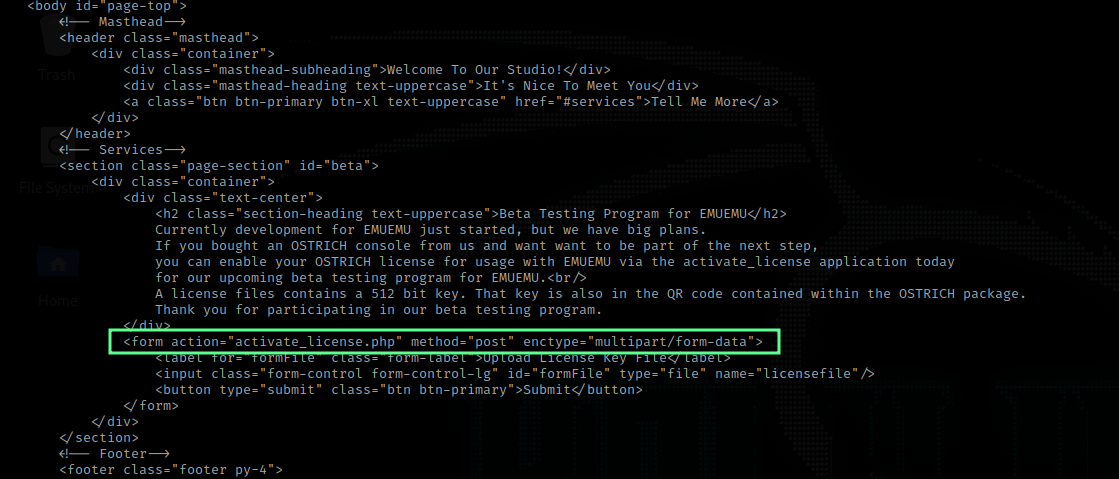 <body id="page-top">
<!-- Masthead -->
<header class="masthead">
<div class="container">
<div class="masthead-subheading">Welcome To Our Studio!</div>
<div class="masthead-heading text-uppercase">It's Nice To Meet You</div>
<a class="btn btn-primary btn-xl text-uppercase" href="#services">Tell Me More</a>
</div>
</header>
<!-- Services -->
<section class="page-section" id="beta">
<div class="container">
<div class="text-center">
<h2 class="section-heading text-uppercase">Beta Testing Program for EMUEMU</h2>
Currently development for EMUEMU just started, but we have big plans.
If you bought an OSTRICH console from us and want want to be part of the next step,
you can enable your OSTRICH license for usage with EMUEMU via the activate_license application today
for our upcoming beta testing program for EMUEMU.<br/>
A license files contains a 512 bit key. That key is also in the QR code contained within the OSTRICH package.
Thank you for participating in our beta testing program.
</div>
<form action="activate_license.php" method="post" enctype="multipart/form-data">
<label for="formFile" class="form-label">Upload License Key File</label>
<input class="form-control form-control-lg" id="formFile" type="file" name="licensefile"/>
<button type="submit" class="btn btn-primary">Submit</button>
</form>
</div>
</section>
<!-- Footer -->
<footer class="footer py-4">
Trash
File System
Home